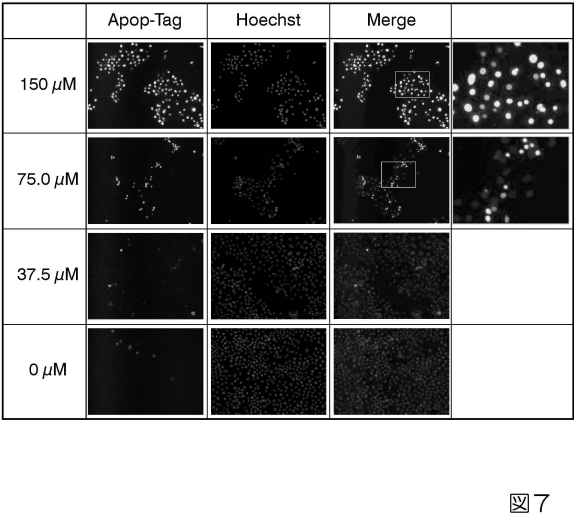 Apop-Tag Hoechst Merge
150 μM
75.0 μM
37.5 μM
0 μM
図7